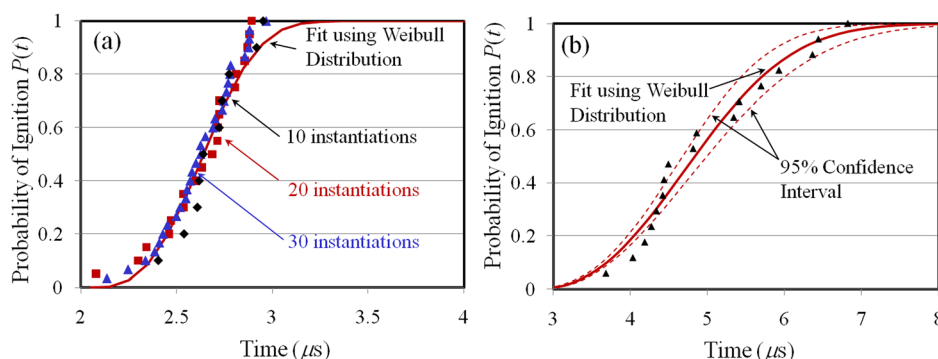 (a)
Probability of Ignition P(t)
1
0.8
0.6
0.4
0.2
0
Fit using Weibull
Distribution
10 instantiations
20 instantiations
30 instantiations
2
2.5
3
3.5
4
Time (μs)
(b)
Probability of Ignition P(t)
1
0.8
0.6
0.4
0.2
0
Fit using Weibull
Distribution
95% Confidence
Interval
3
4
5
6
7
8
Time (μs)